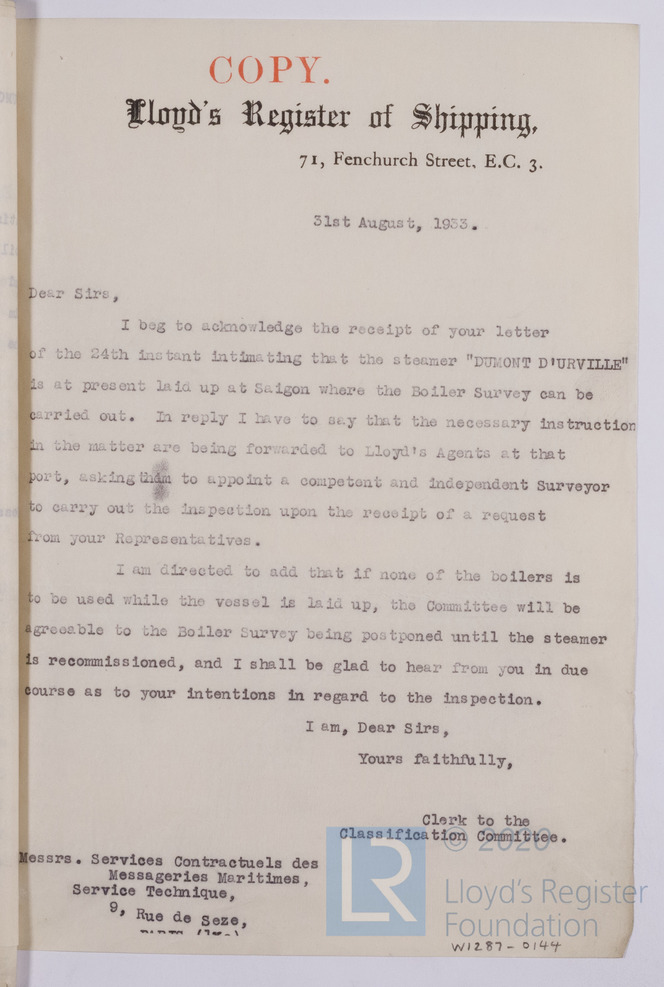 COPY.
Lloyd's Register of Shipping,
71, Fenchurch Street, E.C. 3.
31st August, 1933.
Dear Sirs,
I beg to acknowledge the receipt of your letter
of the 24th instant intimating that the steamer "DUMONT D'URVILLE"
is at present laid up at Saigon where the Boiler Survey can be
carried out. In reply I have to say that the necessary instruction
in the matter are being forwarded to Lloyd's Agents at that
port, asking them to appoint a competent and independent Surveyor
to carry out the inspection upon the receipt of a request
from your Representatives.
I am directed to add that if none of the boilers is
to be used while the vessel is laid up, the Committee will be
agreeable to the Boiler Survey being postponed until the steamer
is recommissioned, and I shall be glad to hear from you in due
course as to your intentions in regard to the inspection.
I am, Dear Sirs,
Yours faithfully,
Clerk to the
Classification Committee.
Messrs. Services Contractuels des
Messageries Maritimes,
Service Technique,
9, Rue de Seze,
LR
© 2020
Lloyd's Register
Foundation
W1287-0144